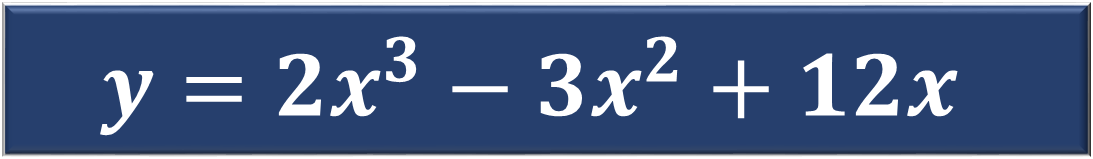 y = 2x³ − 3x² + 12x